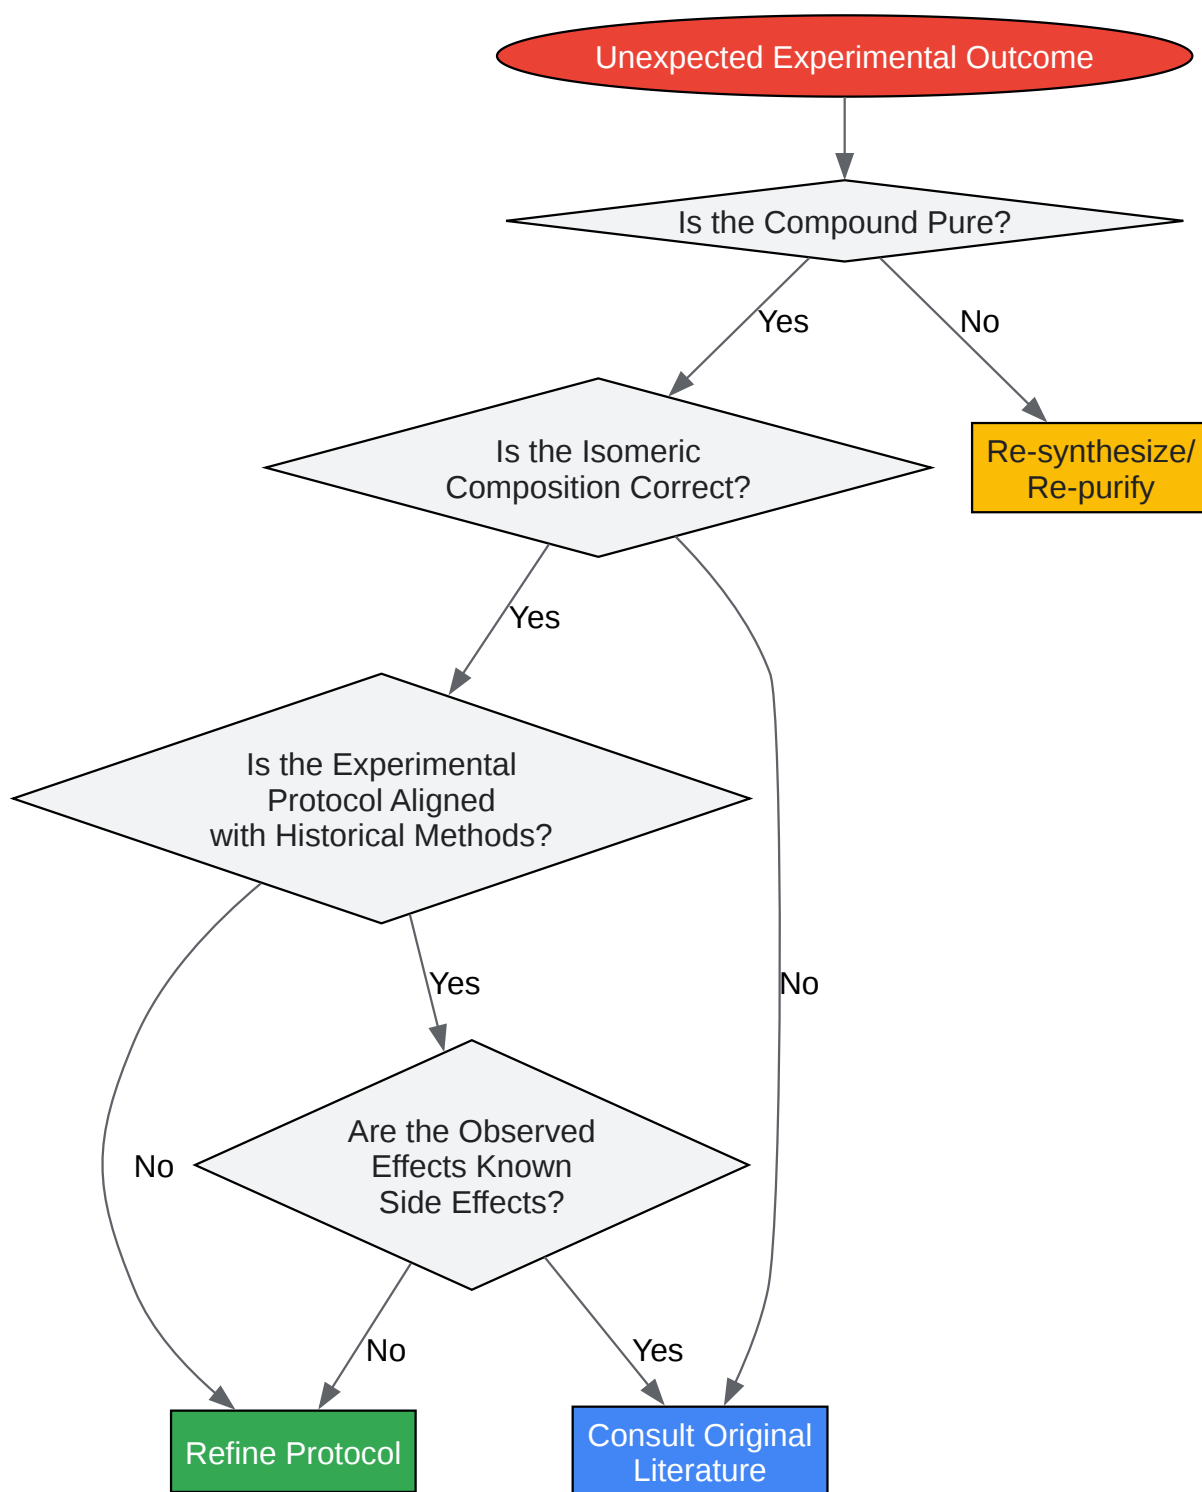 Unexpected Experimental Outcome
Is the Compound Pure?
Yes
No
Is the Isomeric
Composition Correct?
Re-synthesize/
Re-purify
Yes
Is the Experimental
Protocol Aligned
with Historical Methods?
Yes
No
Are the Observed
Effects Known
Side Effects?
No
No
Yes
Refine Protocol
Consult Original
Literature